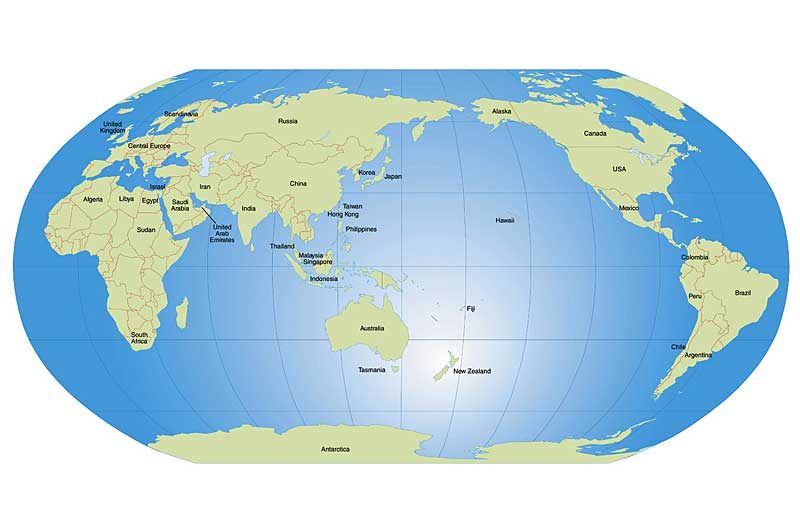 Alaska
Scandinavia
Russia
United
Kingdom
Canada
Central Europe
USA
Korea
Japan
China
Israel
Iran
Algeria
Libya
Egypt
Saudi
Arabia
India
Taiwan
Hong Kong
Mexico
Hawaii
Sudan
United
Arab
Emirates
Philippines
Thailand
Malaysia
Singapore
Colombia
Indonesia
Peru
Brazil
Fiji
Australia
South
Africa
Chile
Argentina
Tasmania
New Zealand
Antarctica